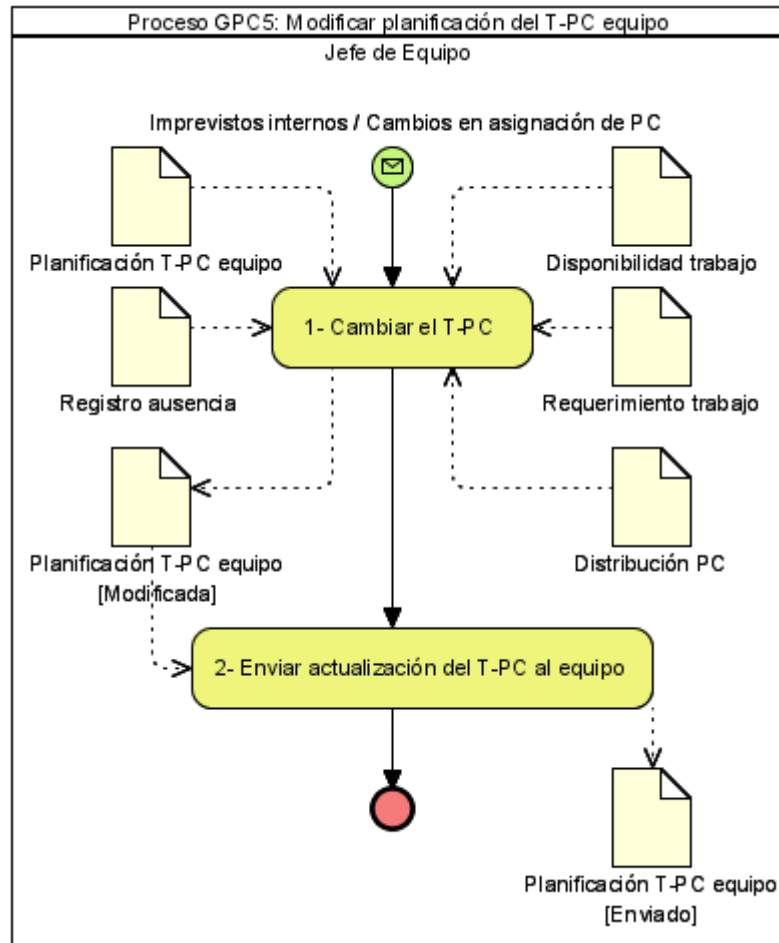 Proceso GPC5: Modificar planificación del T-PC equipo
Jefe de Equipo
Imprevistos internos / Cambios en asignación de PC
Planificación T-PC equipo
Disponibilidad trabajo
1- Cambiar el T-PC
Registro ausencia
Requerimiento trabajo
Planificación T-PC equipo
[Modificada]
Distribución PC
2- Enviar actualización del T-PC al equipo
Planificación T-PC equipo
[Enviado]